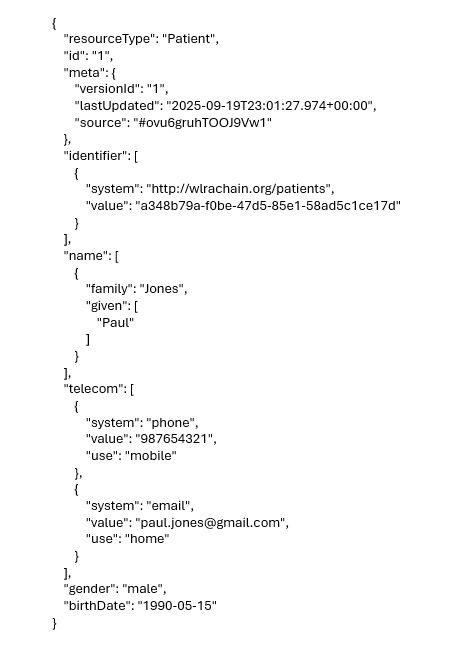 {
"resourceType": "Patient",
"id": "1",
"meta": {
"versionId": "1",
"lastUpdated": "2025-09-19T23:01:27.974+00:00",
"source": "#ovu6gruhTOOJ9Vw1"
},
"identifier": [
{
"system": "http://wlrachain.org/patients",
"value": "a348b79a-f0be-47d5-85e1-58ad5c1ce17d"
}
],
"name": [
{
"family": "Jones",
"given": [
"Paul"
]
}
],
"telecom": [
{
"system": "phone",
"value": "987654321",
"use": "mobile"
},
{
"system": "email",
"value": "paul.jones@gmail.com",
"use": "home"
}
],
"gender": "male",
"birthDate": "1990-05-15"
}